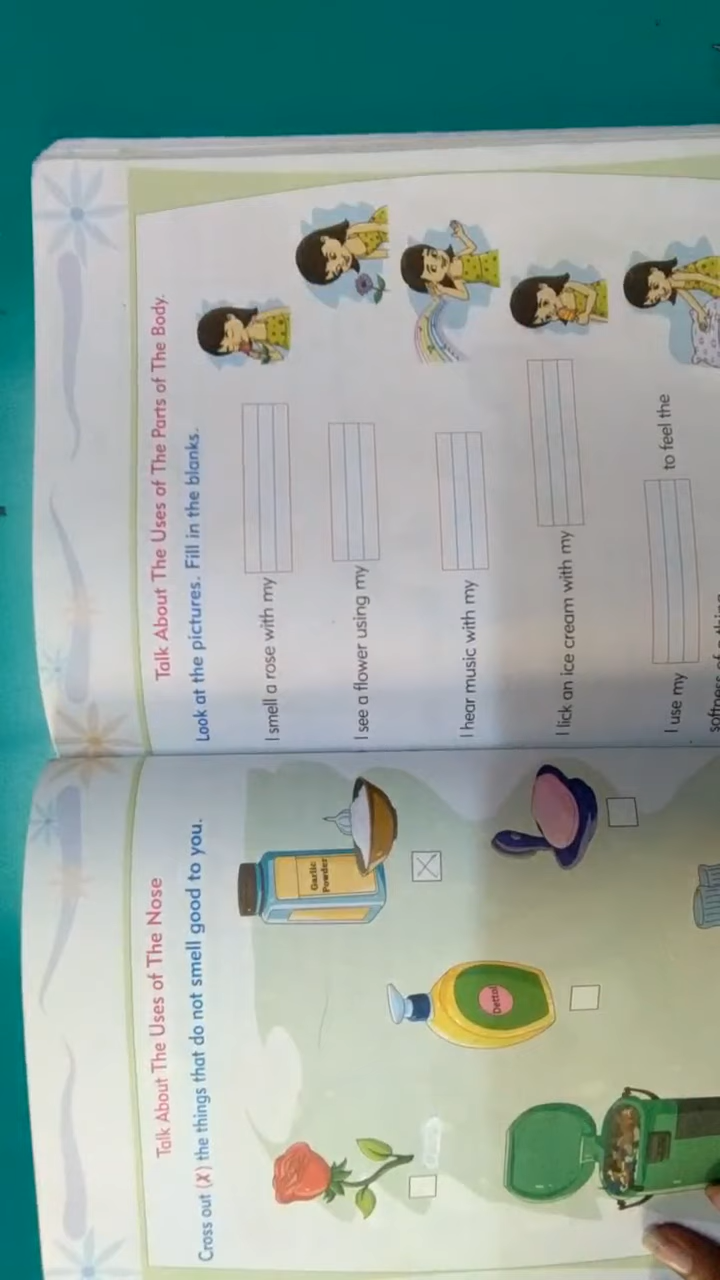 Talk About The Uses of The Nose
Cross out (X) the things that do not smell good to you.
Garlic
Powder
Dettol
Talk About The Uses of The Parts of The Body.
Look at the pictures. Fill in the blanks.
I smell a rose with my
I see a flower using my
I hear music with my
I lick an ice cream with my
I use my to feel the